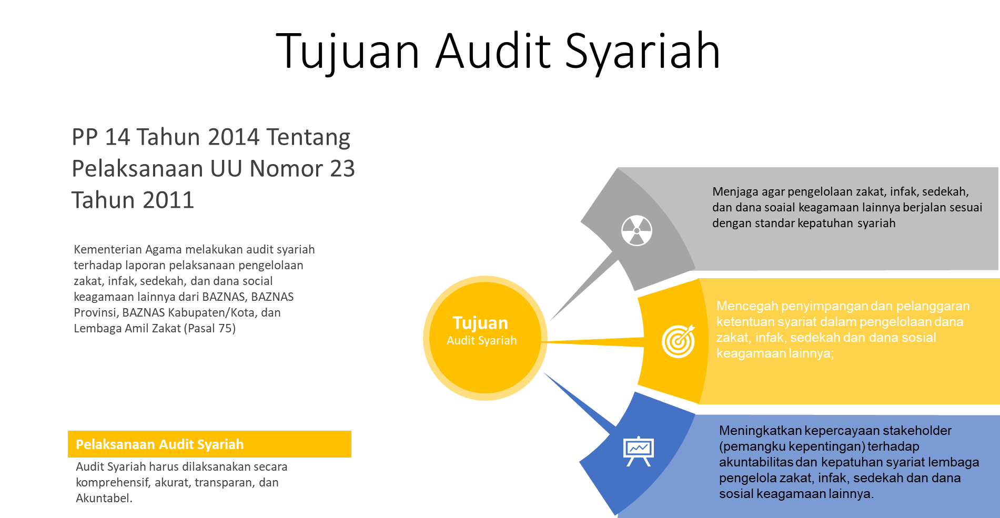 Tujuan Audit Syariah
PP 14 Tahun 2014 Tentang
Pelaksanaan UU Nomor 23
Tahun 2011
Kementerian Agama melakukan audit syariah
terhadap laporan pelaksanaan pengelolaan
zakat, infak, sedekah, dan dana social
keagamaan lainnya dari BAZNAS, BAZNAS
Provinsi, BAZNAS Kabupaten/Kota, dan
Lembaga Amil Zakat (Pasal 75)
Pelaksanaan Audit Syariah
Audit Syariah harus dilaksanakan secara
komprehensif, akurat, transparan, dan
Akuntabel.
Tujuan
Audit Syariah
Menjaga agar pengelolaan zakat, infak, sedekah,
dan dana soaial keagamaan lainnya berjalan sesuai
dengan standar kepatuhan syariah
Mencegah penyimpangan dan pelanggaran
ketentuan syariat dalam pengelolaan dana
zakat, infak, sedekah dan dana sosial
keagamaan lainnya;
Meningkatkan kepercayaan stakeholder
(pemangku kepentingan) terhadap
akuntabilitas dan kepatuhan syariat lembaga
pengelola zakat, infak, sedekah dan dana
sosial keagamaan lainnya.